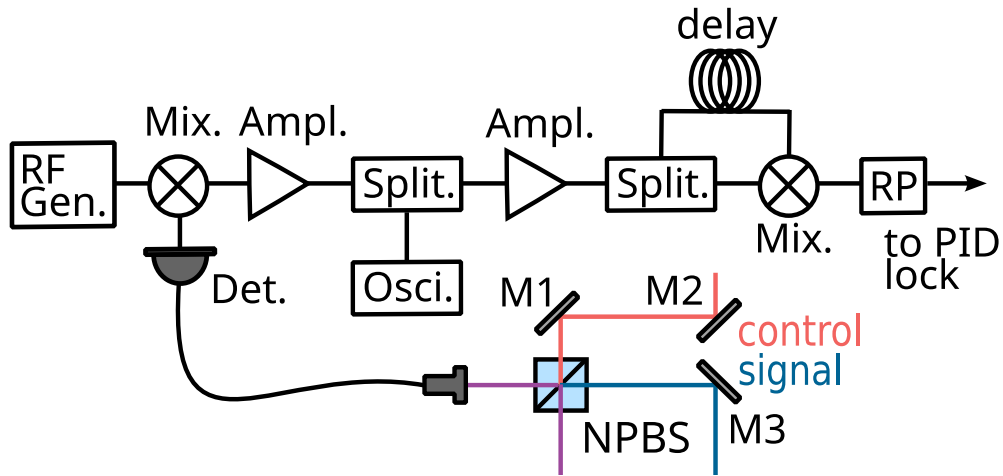 delay
Mix.
Ampl.
Ampl.
RF
Gen.
Split.
Split.
RP
Mix.
to PID
lock
Det.
Osci.
M1
M2
control
signal
M3
NPBS